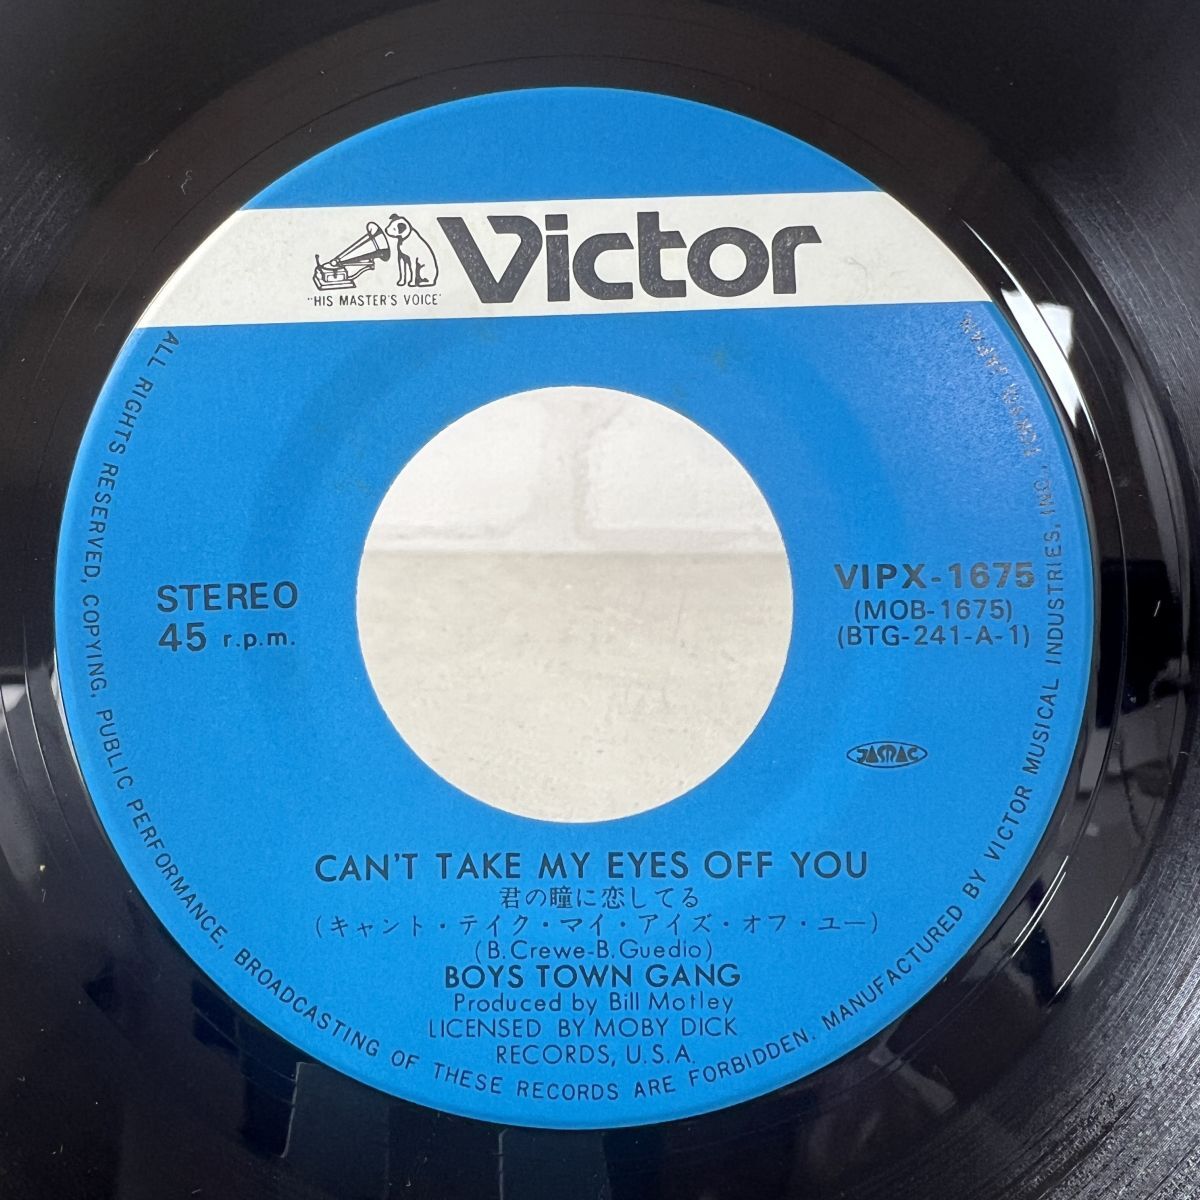 "HIS MASTER'S VOICE"
Victor
STEREO
45 r.p.m.
VIPX-1675
(MOB-1675)
(BTG-241-A-1)
JASRAC
CAN'T TAKE MY EYES OFF YOU
君の瞳に恋してる
(キャント・テイク・マイ・アイズ・オフ・ユー)
(B.Crewe-B.Guedio)
BOYS TOWN GANG
Produced by Bill Motley
LICENSED BY MOBY DICK
RECORDS, U.S.A.
ALL RIGHTS RESERVED, COPYING, PUBLIC PERFORMANCE, BROADCASTING OF THESE RECORDS ARE FORBIDDEN. MANUFACTURED BY VICTOR MUSICAL INDUSTRIES, INC., TOKYO, JAPAN.